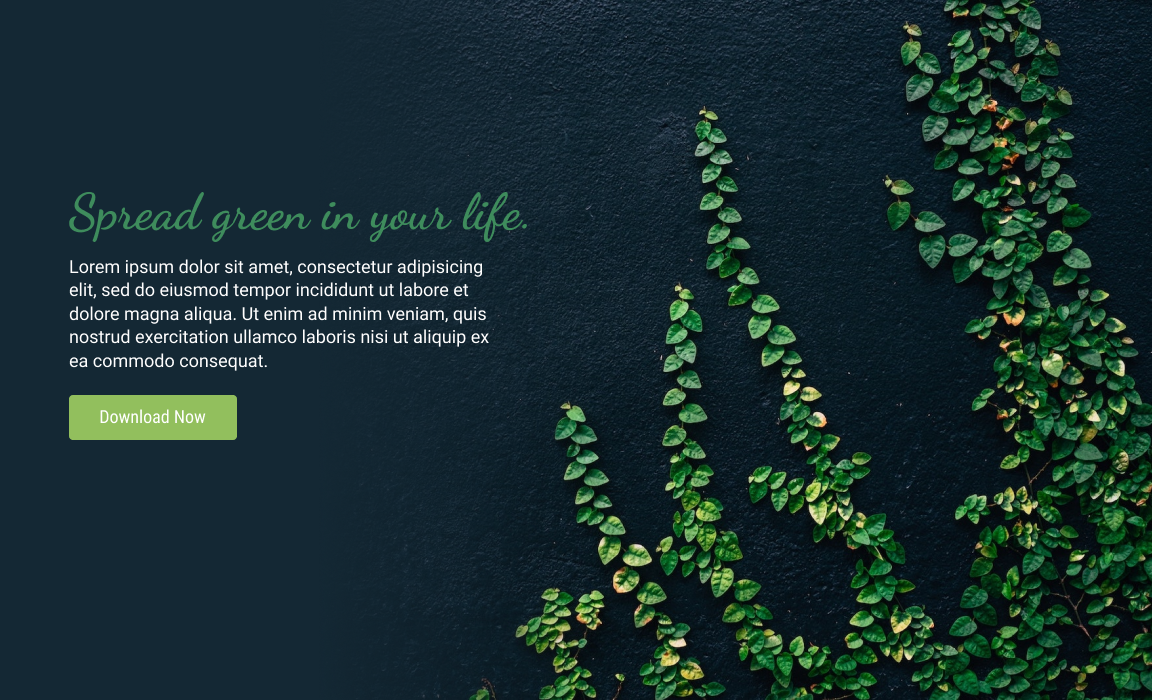 Spread green in your life.
Lorem ipsum dolor sit amet, consectetur adipisicing
elit, sed do eiusmod tempor incididunt ut labore et
dolore magna aliqua. Ut enim ad minim veniam, quis
nostrud exercitation ullamco laboris nisi ut aliquip ex
ea commodo consequat.
Download Now